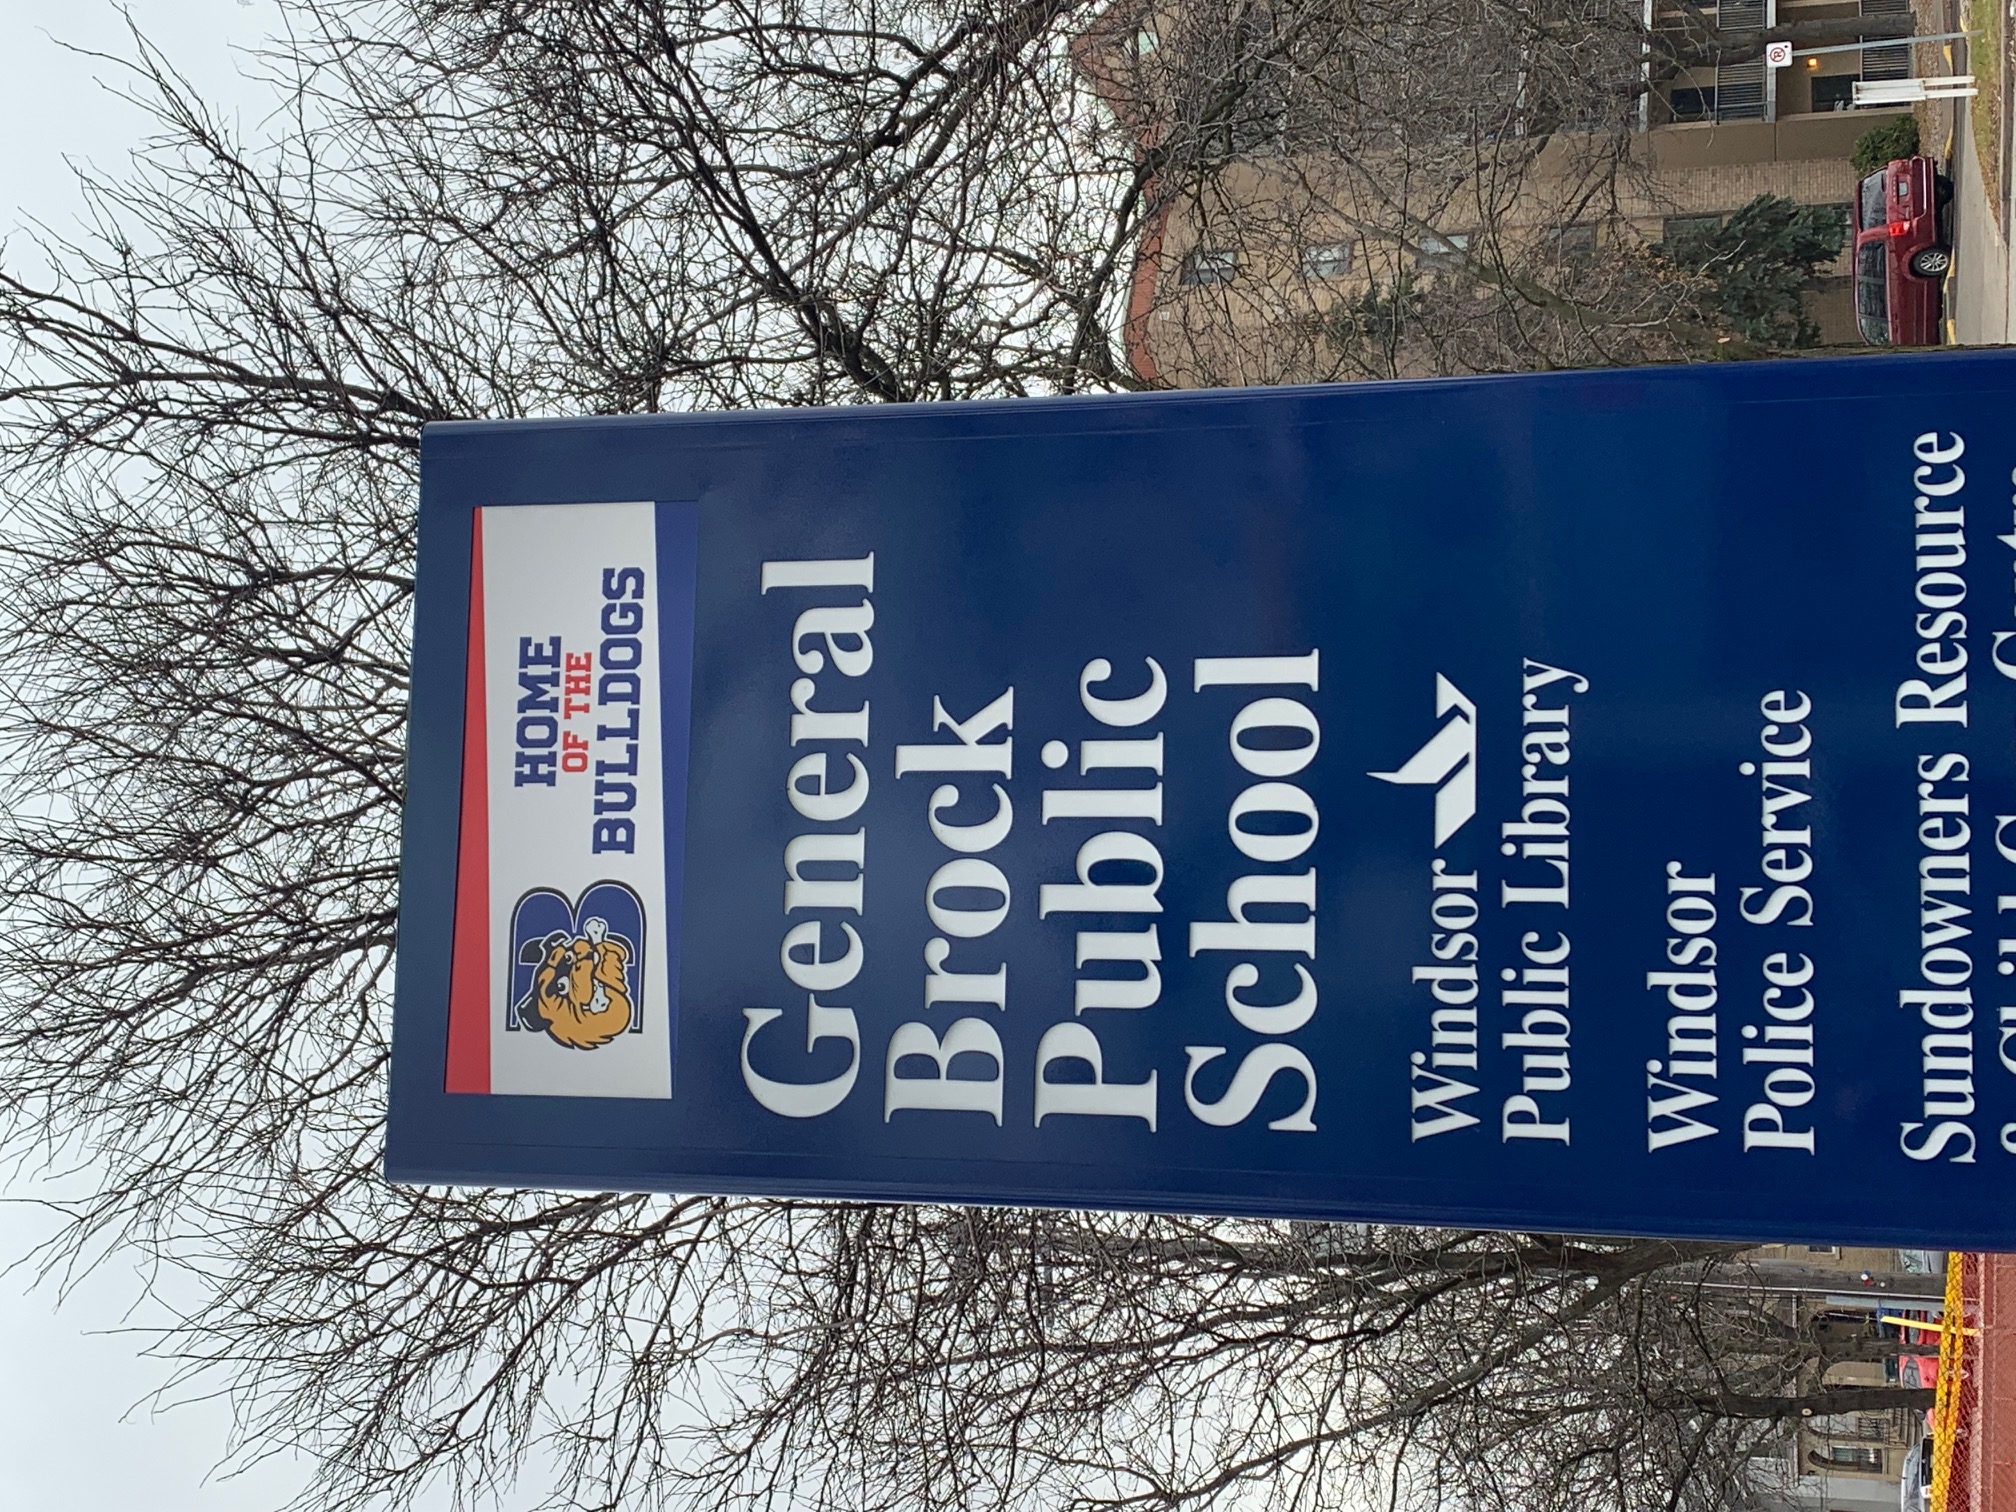 HOME
OF THE
BULLDOGS
General
Brock
Public
School
Windsor
Public Library
Windsor
Police Service
Sundowners Resource